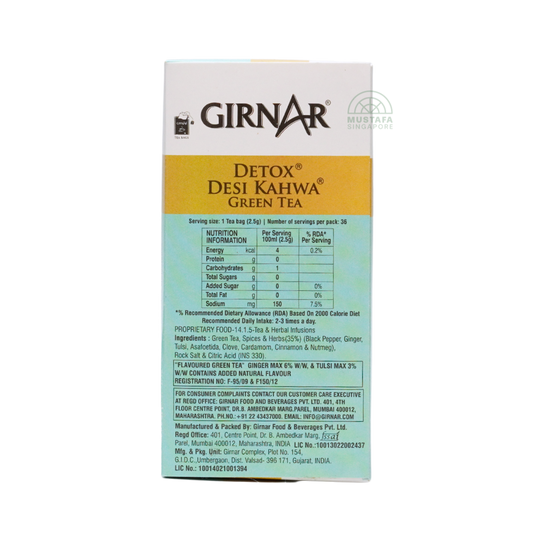 GIRNAR®
MUSTAFA
SINGAPORE
DETOX®
DESI KAHWA®
GREEN TEA
Serving size: 1 Tea bag (2.5g) | Number of servings per pack: 36
NUTRITION INFORMATION Per Serving 100ml (2.5g) % RDA* Per Serving
Energy kcal 4 0.2%
Protein g 0
Carbohydrates g 1
Total Sugars g 0
Added Sugar g 0 0%
Total Fat g 0 0%
Sodium mg 150 7.5%
*% Recommended Dietary Allowance (RDA) Based On 2000 Calorie Diet
Recommended Daily Intake: 2-3 times a day.
PROPRIETARY FOOD-14.1.5-Tea & Herbal Infusions
Ingredients : Green Tea, Spices & Herbs(35%) (Black Pepper, Ginger,
Tulsi, Asafoetida, Clove, Cardamom, Cinnamon & Nutmeg),
Rock Salt & Citric Acid (INS 330).
"FLAVOURED GREEN TEA" GINGER MAX 6% W/W, & TULSI MAX 3%
W/W CONTAINS ADDED NATURAL FLAVOUR
REGISTRATION : F-95/09 & F150/12
FOR CONSUMER COMPLAINTS CONTACT OUR CUSTOMER CARE EXECUTIVE
AT REGD OFFICE: GIRNAR FOOD AND BEVERAGES PVT. LTD. 401, 4TH
FLOOR CENTRE POINT, DR.B. AMBEDKAR MARG,PAREL, MUMBAI 400012,
MAHARASHTRA. PH.NO.: +91 22 43437000. EMAIL: INFO@GIRNAR.COM
Manufactured & Packed By: Girnar Food & Beverages Pvt. Ltd.
Regd Office: 401. Centre Point, Dr. B. Ambedkar Marg, fssai
Parel, Mumbai 400012, Maharashtra, INDIA LIC No.:10013022002437
Mfg. & Pkg. Unit: Girnar Complex, Plot No. 154,
G.I.D.C.,Umbergaon, Dist. Valsad- 396 171, Gujarat, INDIA.
LIC No.: 10014021001394